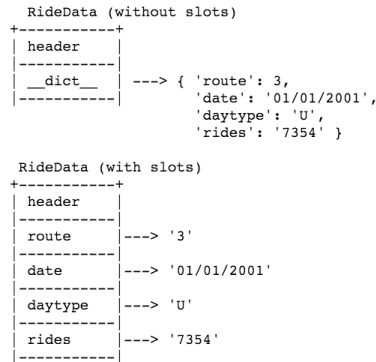 RideData (without slots)
+-----------+
| header |
|-----------|
| __dict__ | ---> { 'route': 3,
|-----------| 'date': '01/01/2001',
'daytype': 'U',
'rides': '7354' }
RideData (with slots)
+-----------+
| header |
|-----------|
| route |---> '3'
|-----------|
| date |---> '01/01/2001'
|-----------|
| daytype |---> 'U'
|-----------|
| rides |---> '7354'
|-----------|